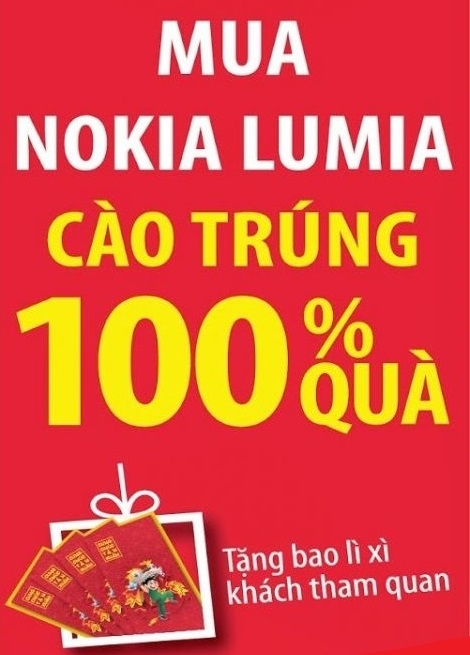 MUA
NOKIA LUMIA
CÀO TRÚNG
100% QUÀ
Tặng bao lì xì
khách tham quan